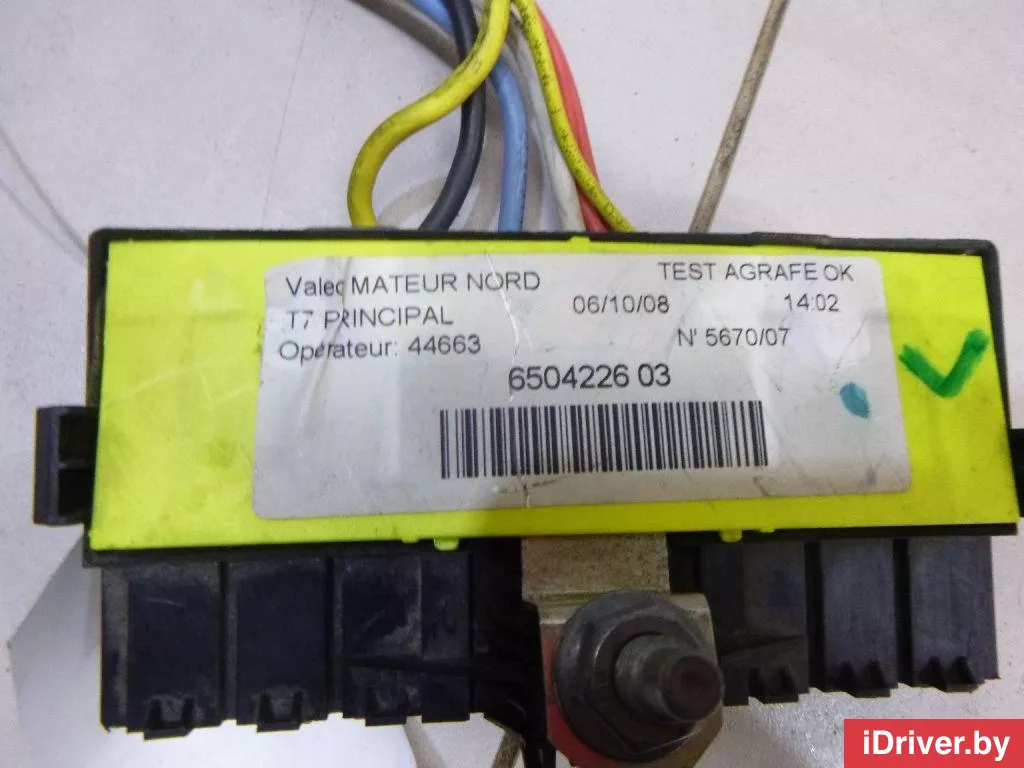 Valeo MATEUR NORD TEST AGRAFE OK
T7 PRINCIPAL 06/10/08 14:02
Opérateur: 44663 N' 5670/07
6504226 03
iDriver.by